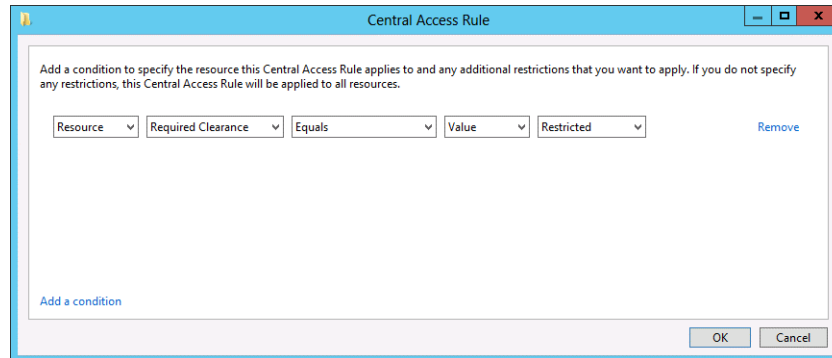 Central Access Rule
Add a condition to specify the resource this Central Access Rule applies to and any additional restrictions that you want to apply. If you do not specify
any restrictions, this Central Access Rule will be applied to all resources.
Resource Required Clearance Equals Value Restricted Remove
Add a condition
OK Cancel